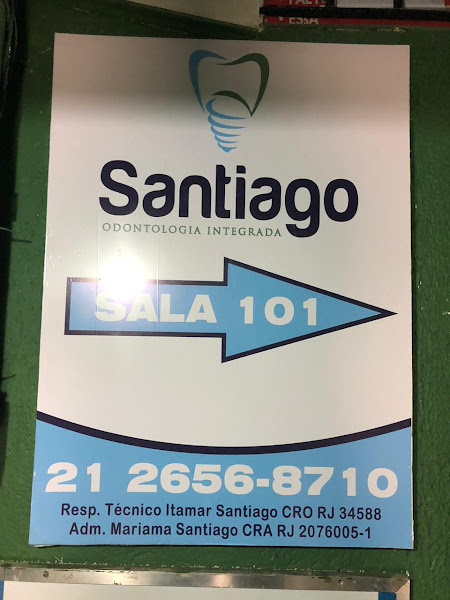 Santiago
ODONTOLOGIA INTEGRADA
SALA 101
21 2656-8710
Resp. Técnico Itamar Santiago CRO RJ 34588
Adm. Mariama Santiago CRA RJ 2076005-1